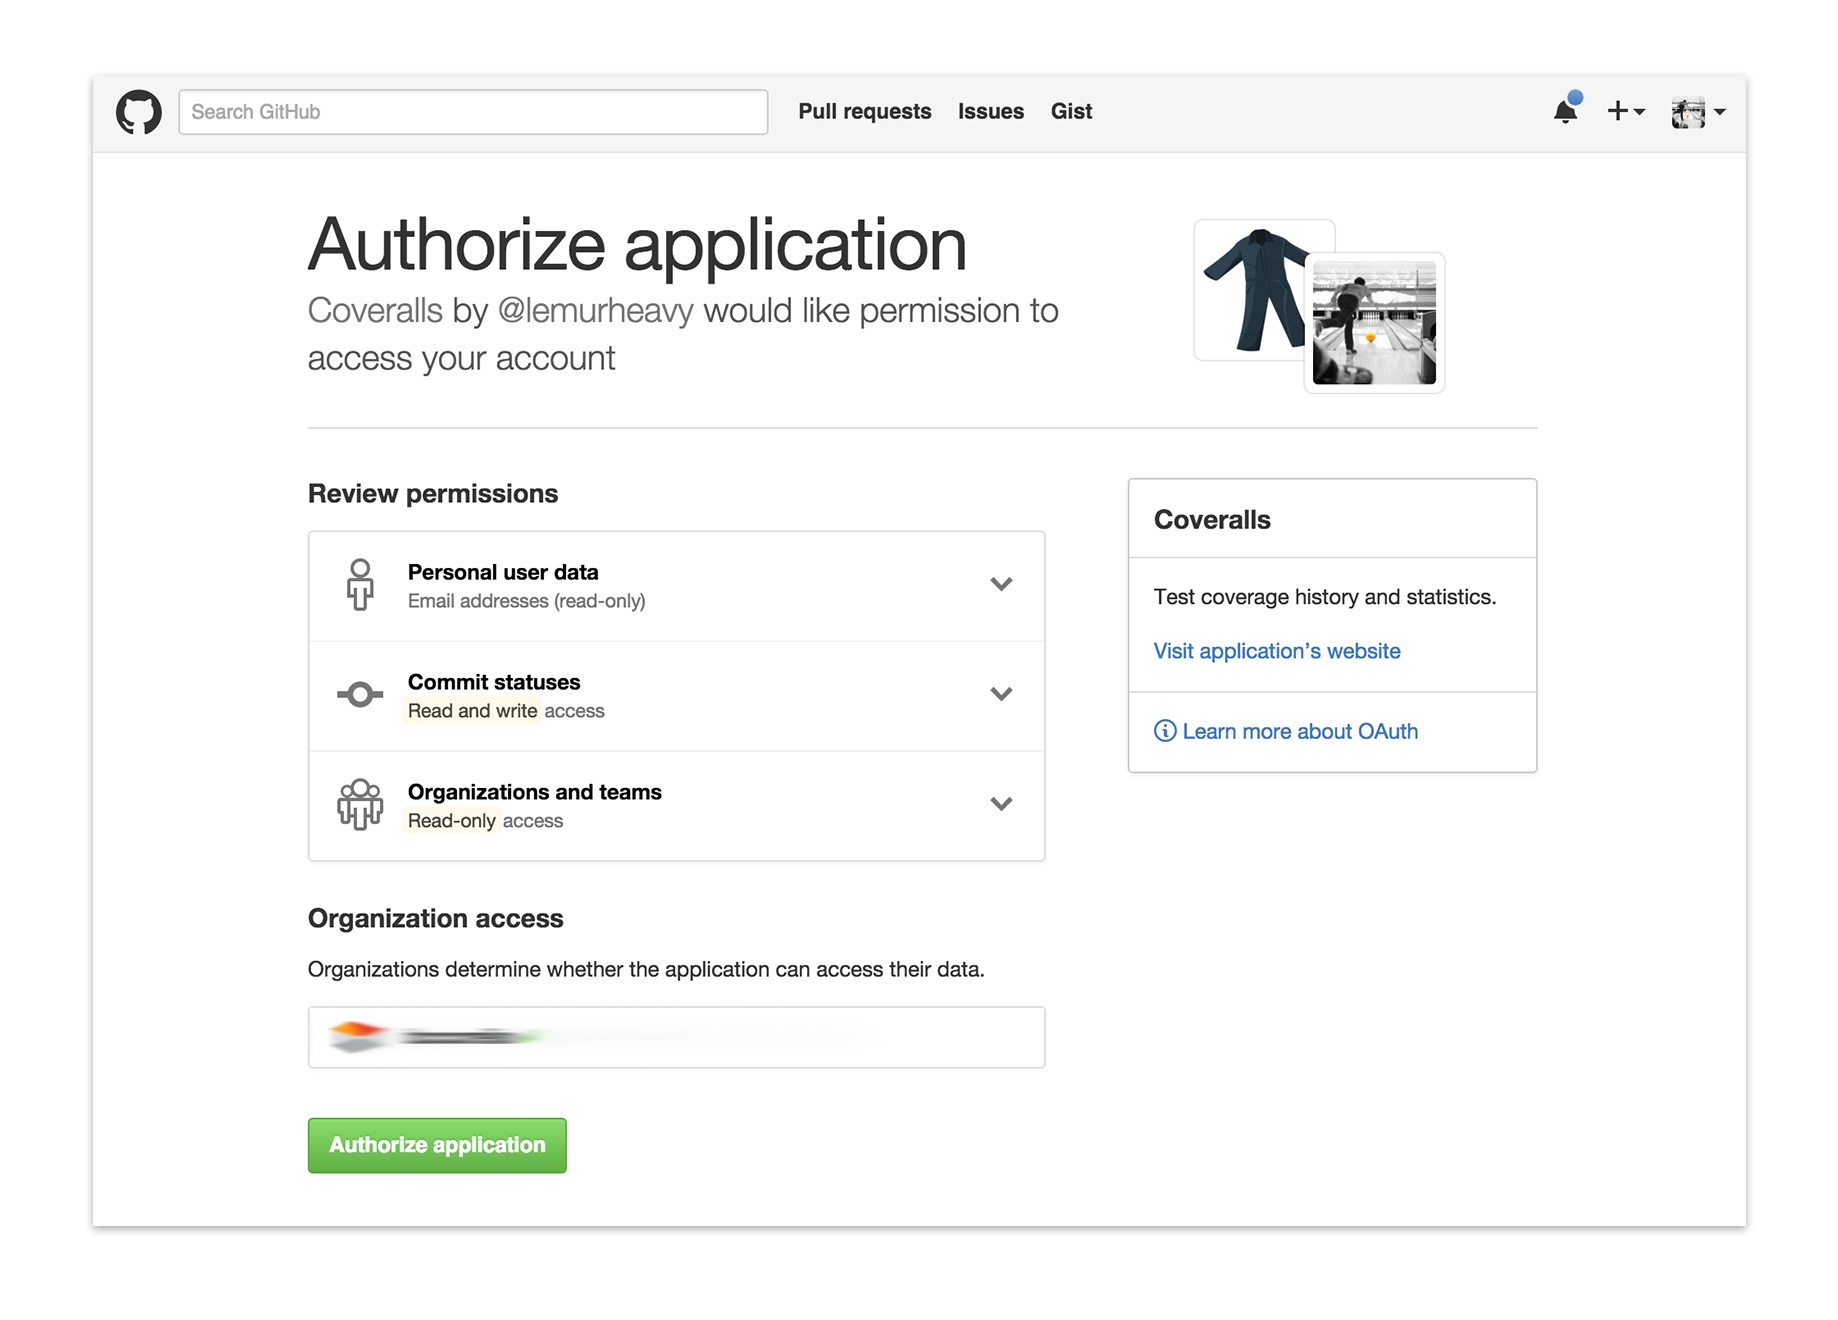 Search GitHub
Pull requests
Issues
Gist
Authorize application
Coveralls by @lemurheavy would like permission to
access your account
Review permissions
Personal user data
Email addresses (read-only)
Commit statuses
Read and write access
Organizations and teams
Read-only access
Coveralls
Test coverage history and statistics.
Visit application’s website
Learn more about OAuth
Organization access
Organizations determine whether the application can access their data.
Authorize application